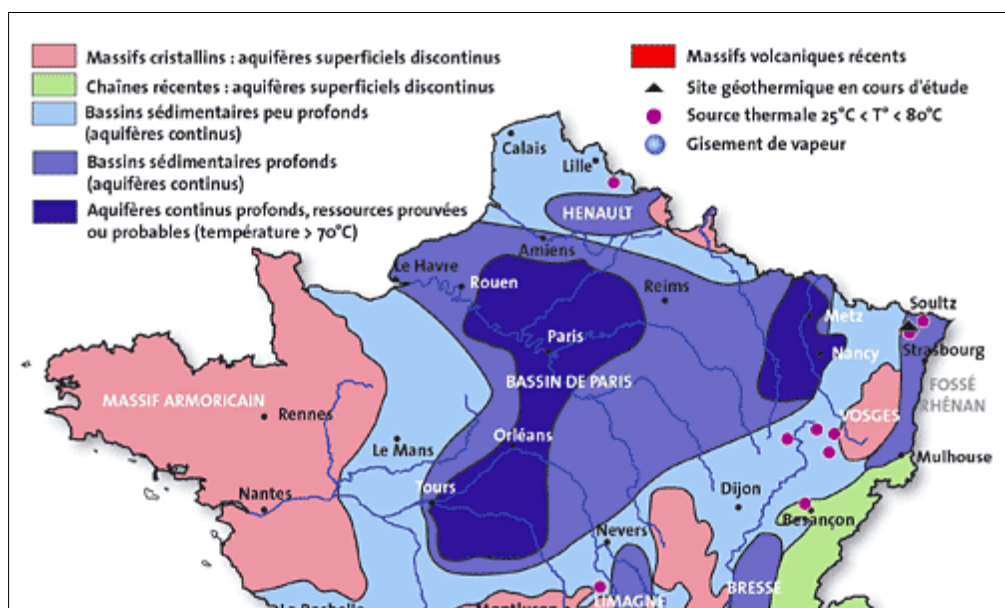 Massifs cristallins : aquifères superficiels discontinus
Chaînes récentes : aquifères superficiels discontinus
Bassins sédimentaires peu profonds
(aquifères continus)
Bassins sédimentaires profonds
(aquifères continus)
Aquifères continus profonds, ressources prouvées
ou probables (température > 70°C)
Massifs volcaniques récents
Site géothermique en cours d'étude
Source thermale 25°C < T° < 80°C
Gisement de vapeur
Calais
Lille
HENAULT
Amiens
Le Havre
Rouen
Reims
Soultz
Metz
Paris
Nancy
Strasbourg
BASSIN DE PARIS
FOSSÉ
RHÉNAN
MASSIF ARMORICAIN
Rennes
VOSGES
Le Mans
Orléans
Mulhouse
Nantes
Tours
Dijon
Besançon
Nevers
BRESSE
La Rochelle
Montluçon
LIMAGNE